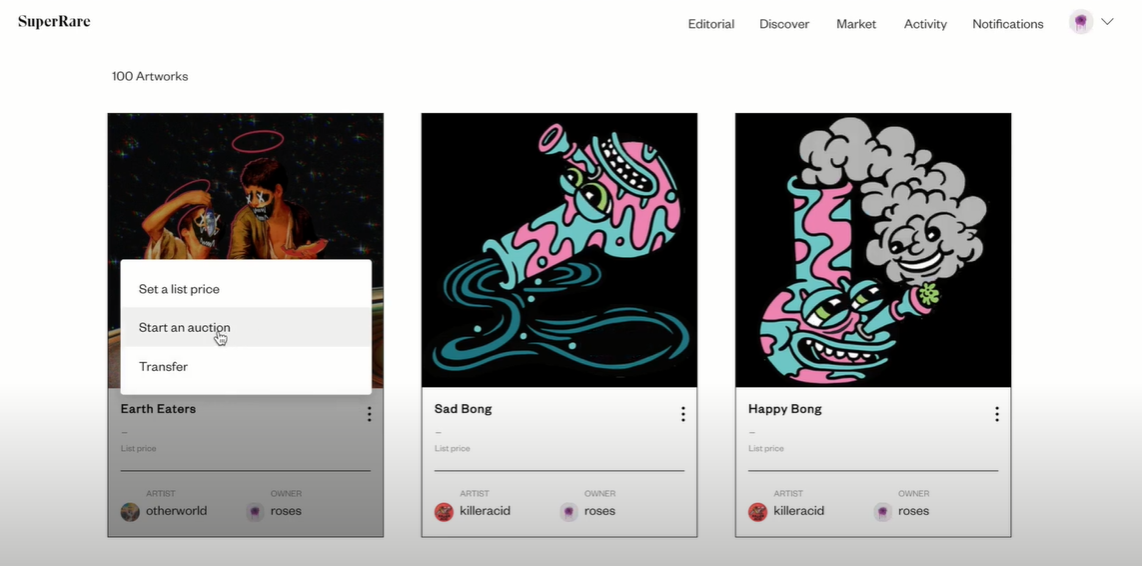 SuperRare
Editorial Discover Market Activity Notifications
100 Artworks
Set a list price
Start an auction
Transfer
Earth Eaters
–
List price
ARTIST OWNER
otherworld roses
Sad Bong
–
List price
ARTIST OWNER
killeracid roses
Happy Bong
–
List price
ARTIST OWNER
killeracid roses